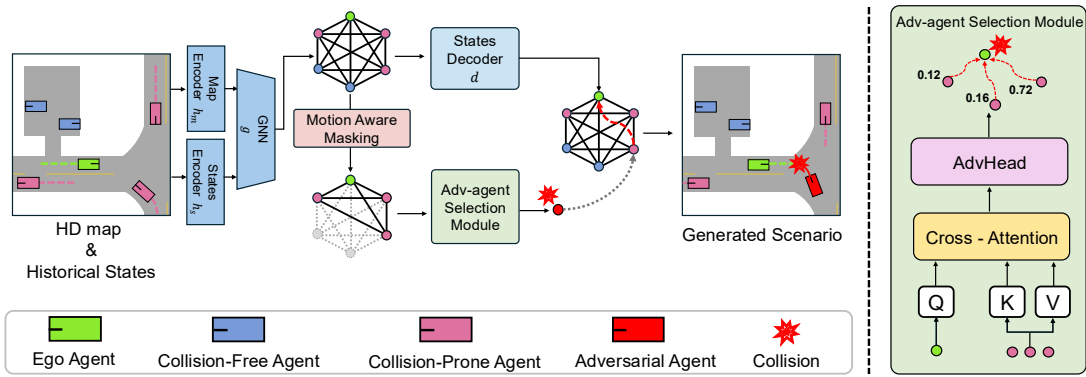 HD map
&
Historical States
Map
Encoder hₘ
States
Encoder hₛ
GNN
g
Motion Aware
Masking
States
Decoder
d
Adv-agent
Selection
Module
Generated Scenario
Ego Agent
Collision-Free Agent
Collision-Prone Agent
Adversarial Agent
Collision
Adv-agent Selection Module
0.12
0.16
0.72
AdvHead
Cross - Attention
Q
K
V